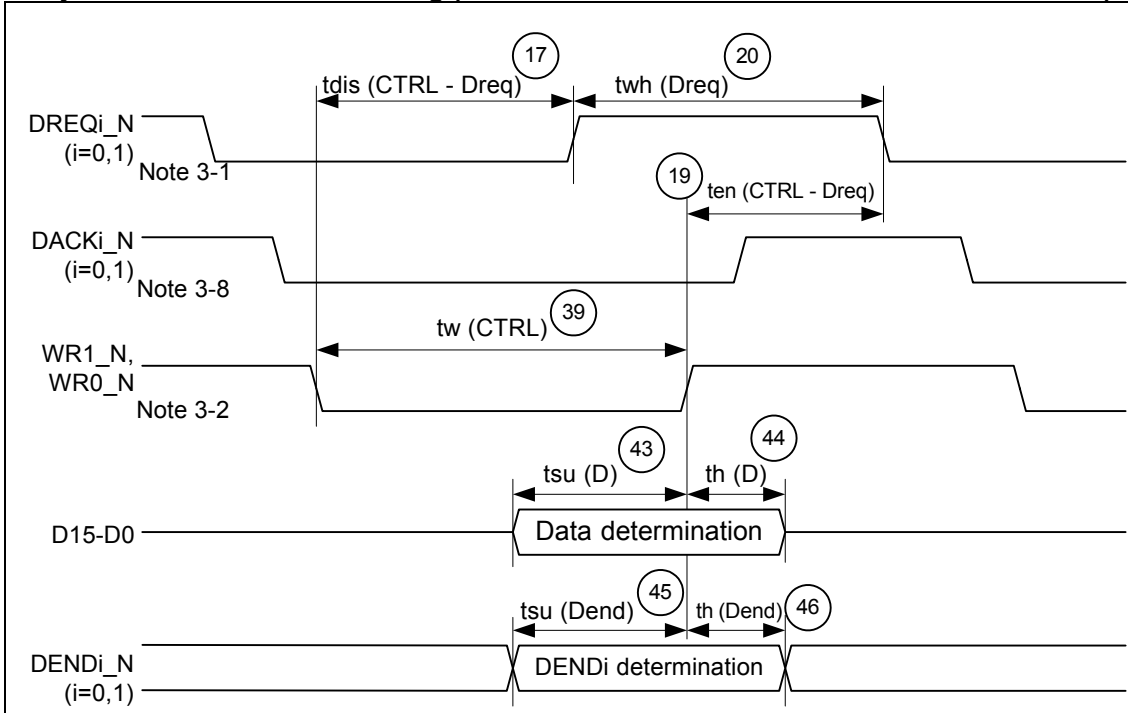 17
20
tdis (CTRL - Dreq)
twh (Dreq)
DREQi_N
(i=0,1)
Note 3-1
19
ten (CTRL - Dreq)
DACKi_N
(i=0,1)
Note 3-8
39
tw (CTRL)
WR1_N,
WR0_N
Note 3-2
43
44
tsu (D)
th (D)
D15-D0
Data determination
45
46
tsu (Dend)
th (Dend)
DENDi_N
(i=0,1)
DENDi determination